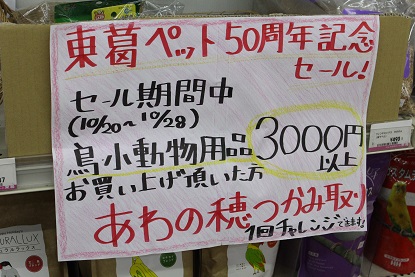 東葛ペット50周年記念
セール!
セール期間中
(10/20~10/28)
鳥小動物用品
3000円
以上
お買い上げ頂いた方
あわの穂つかみ取り
1回チャレンジできます!